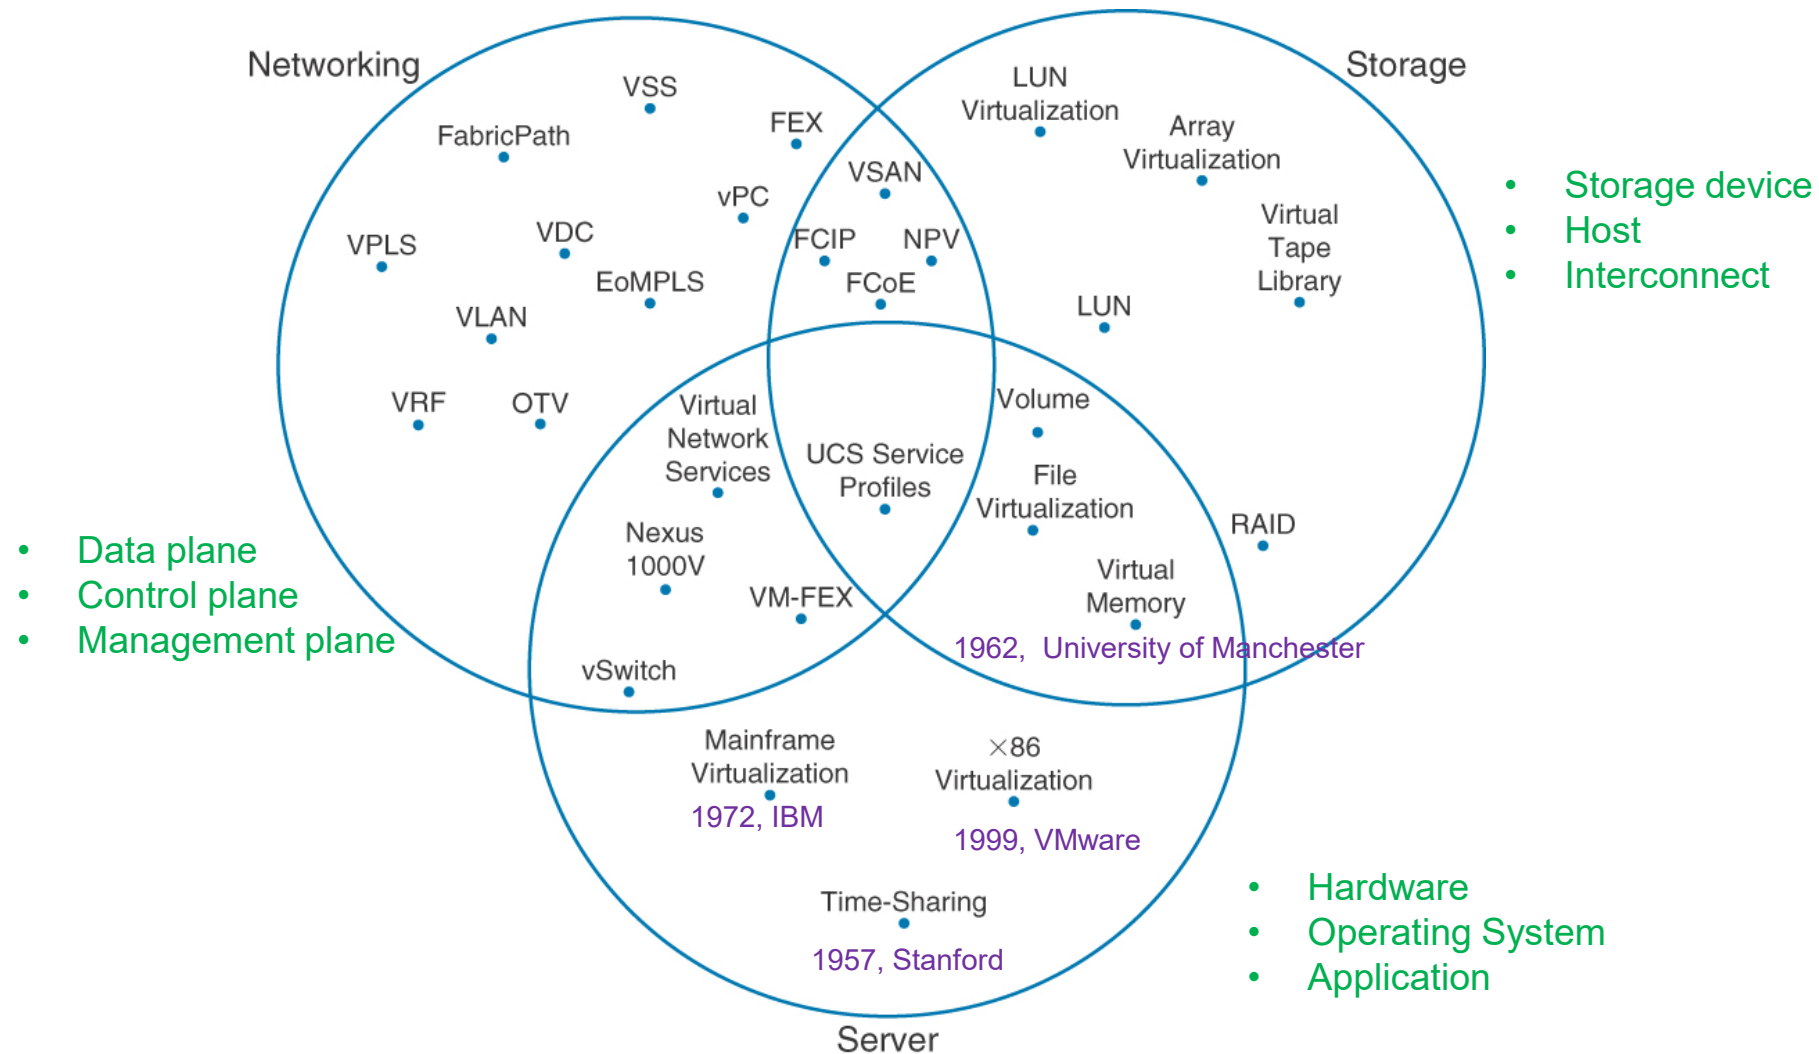 Networking
Storage
VSS
FabricPath
FEX
vPC
VPLS
VDC
EoMPLS
VLAN
VRF
OTV
VSAN
FCIP
NPV
FCoE
LUN
Virtualization
Array
Virtualization
Virtual
Tape
Library
LUN
• Storage device
• Host
• Interconnect
Virtual
Network
Services
Nexus
1000V
VM-FEX
vSwitch
UCS Service
Profiles
Volume
File
Virtualization
Virtual
Memory
1962, University of Manchester
RAID
• Data plane
• Control plane
• Management plane
Mainframe
Virtualization
1972, IBM
×86
Virtualization
1999, VMware
Time-Sharing
1957, Stanford
• Hardware
• Operating System
• Application
Server